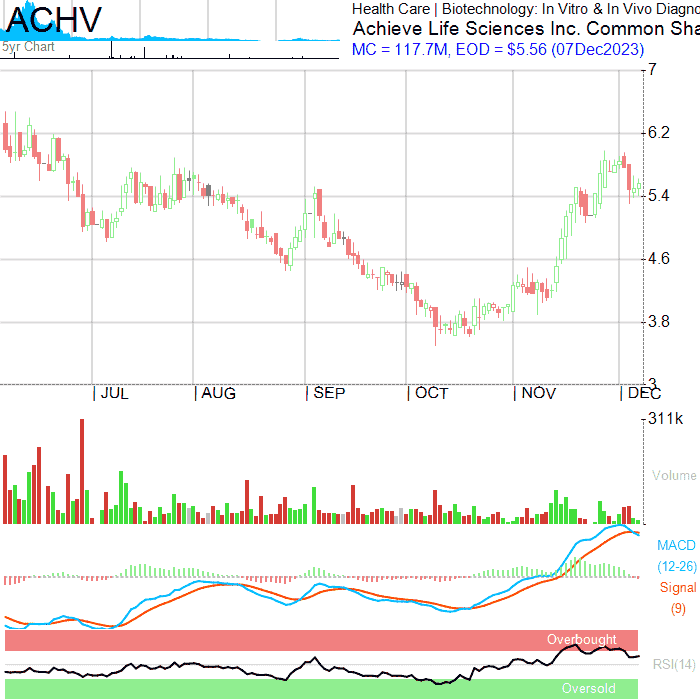 ACHV
5yr Chart
Health Care | Biotechnology: In Vitro & In Vivo Diagno
Achieve Life Sciences Inc. Common Sha
MC = 117.7M, EOD = $5.56 (07Dec2023)
7
6.2
5.4
4.6
3.8
3
JUL AUG SEP OCT NOV DEC
311k
Volume
MACD
(12-26)
Signal
(9)
Overbought
RSI(14)
Oversold